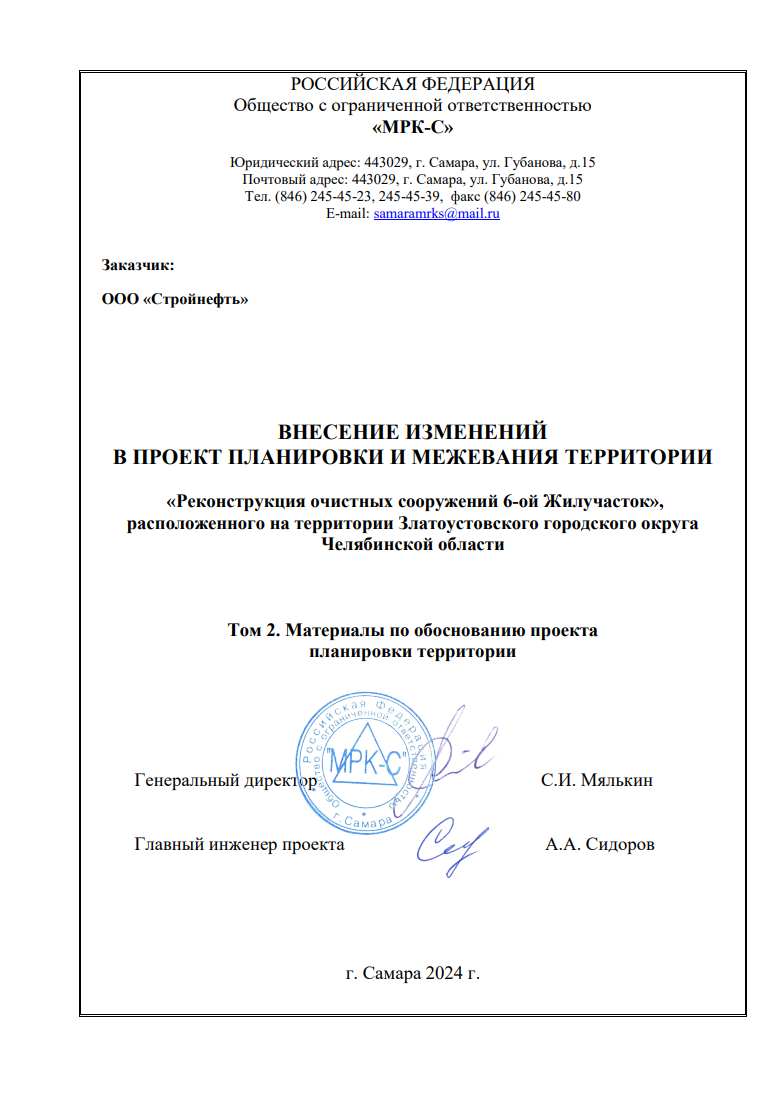 РОССИЙСКАЯ ФЕДЕРАЦИЯ
Общество с ограниченной ответственностью
«МРК-С»
Юридический адрес: 443029, г. Самара, ул. Губанова, д.15
Почтовый адрес: 443029, г. Самара, ул. Губанова, д.15
Тел. (846) 245-45-23, 245-45-39, факс (846) 245-45-80
E-mail: samaramrks@mail.ru
Заказчик:
ООО «Стройнефть»
ВНЕСЕНИЕ ИЗМЕНЕНИЙ
В ПРОЕКТ ПЛАНИРОВКИ И МЕЖЕВАНИЯ ТЕРРИТОРИИ
«Реконструкция очистных сооружений 6-ой Жилучасток»,
расположенного на территории Златоустовского городского округа
Челябинской области
Том 2. Материалы по обоснованию проекта
планировки территории
Российская Федерация
Общество с ограниченной ответственностью
"МРК-С"
г. Самара
Генеральный директор С.И. Мялькин
Главный инженер проекта А.А. Сидоров
г. Самара 2024 г.